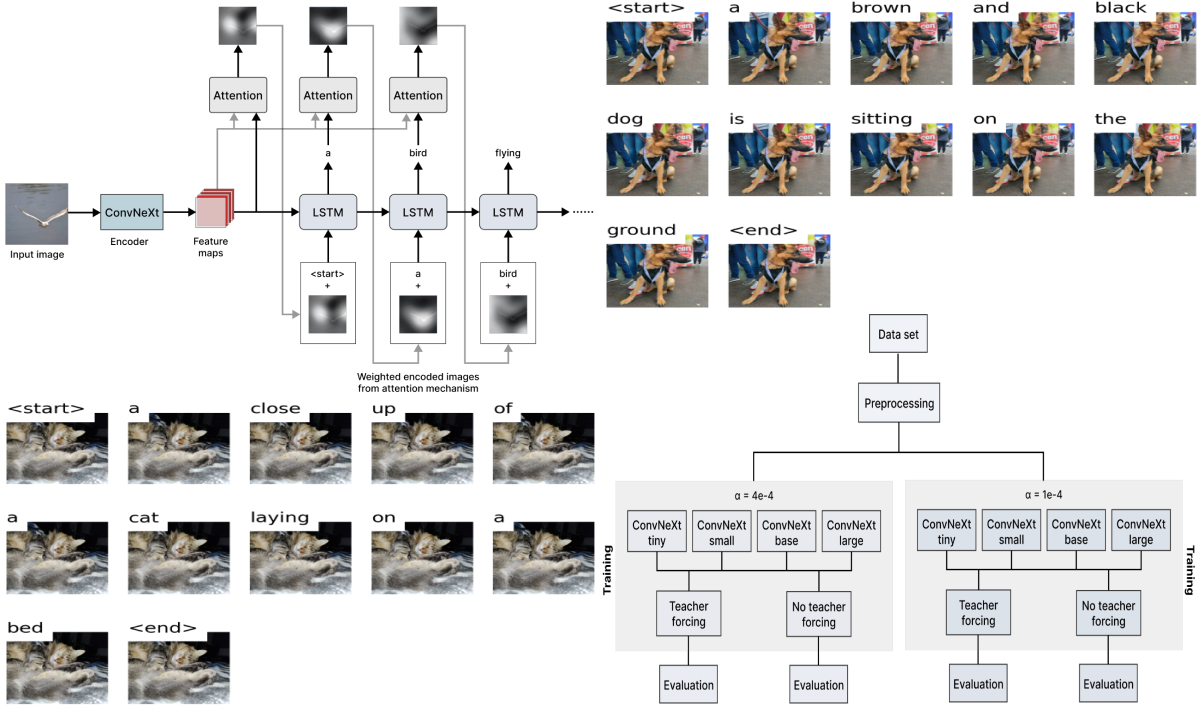 Attention
Attention
Attention
a
bird
flying
ConvNeXt
LSTM
LSTM
LSTM
......
Input image
Encoder
Feature
maps
<start>
+
a
+
bird
+
Weighted encoded images
from attention mechanism
<start> a brown and black
dog is sitting on the
ground <end>
<start> a close up of
a cat laying on a
bed <end>
Data set
Preprocessing
α = 4e-4
ConvNeXt
tiny
ConvNeXt
small
ConvNeXt
base
ConvNeXt
large
Training
Teacher
forcing
No teacher
forcing
Evaluation
Evaluation
α = 1e-4
ConvNeXt
tiny
ConvNeXt
small
ConvNeXt
base
ConvNeXt
large
Training
Teacher
forcing
No teacher
forcing
Evaluation
Evaluation